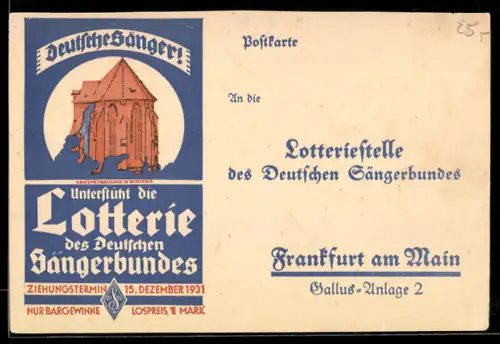 Deutsche Sänger!
Unterstützt die
Lotterie
des Deutschen
Sängerbundes
ZIEHUNGSTERMIN 15. DEZEMBER 1931
NUR BARGEWINNE LOSPREIS, 1 MARK
25,-
Postkarte
An die
Lotteriestelle
des Deutschen Sängerbundes
Frankfurt am Main
Gallus-Anlage 2